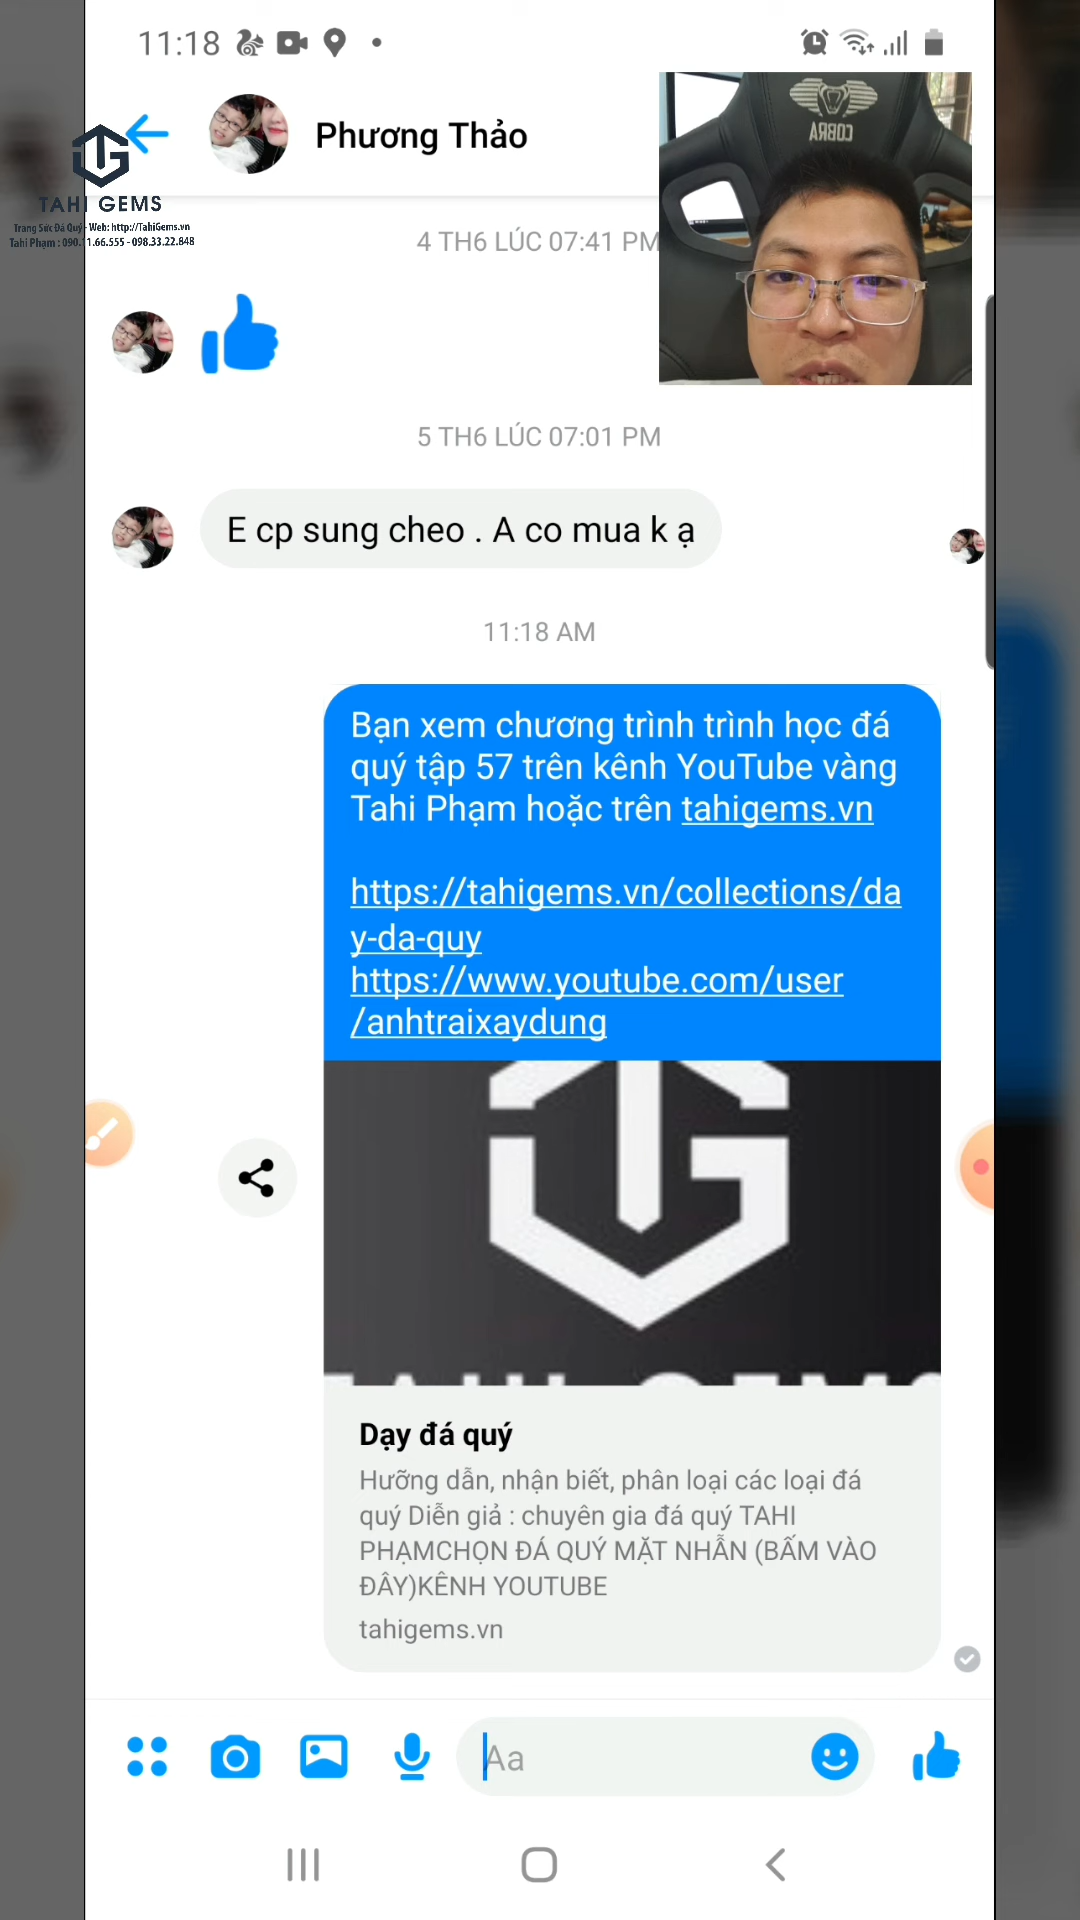 11:18
COBRA
Phương Thảo
TAHI GEMS
Trang Sức Đá Quý - Web: http://TahiGems.vn
Tahi Phạm : 090.11.66.555 - 098.33.22.848
4 TH6 LÚC 07:41 PM
5 TH6 LÚC 07:01 PM
E cp sung cheo . A co mua k ạ
11:18 AM
Bạn xem chương trình trình học đá
quý tập 57 trên kênh YouTube vàng
Tahi Phạm hoặc trên tahigems.vn
https://tahigems.vn/collections/da
y-da-quy
https://www.youtube.com/user
/anhtraixaydung
TAHI GEMS
Dạy đá quý
Hưỡng dẫn, nhận biết, phân loại các loại đá
quý Diễn giả : chuyên gia đá quý TAHI
PHẠMCHỌN ĐÁ QUÝ MẶT NHẪN (BẤM VÀO
ĐÂY)KÊNH YOUTUBE
tahigems.vn
Aa